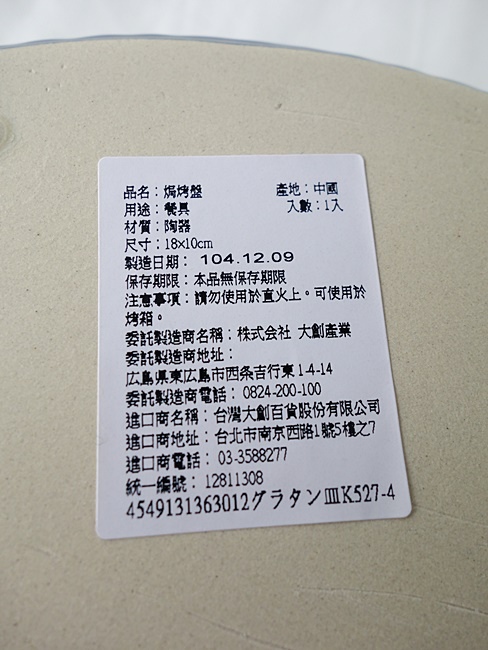 品名：焗烤盤　　　　　產地：中國
用途：餐具　　　　　　入數：1入
材質：陶器
尺寸：18×10cm
製造日期： 104.12.09
保存期限：本品無保存期限
注意事項：請勿使用於直火上。可使用於
烤箱。
委託製造商名稱：株式会社 大創産業
委託製造商地址：
広島県東広島市西条吉行東1-4-14
委託製造商電話：0824-200-100
進口商名稱：台灣大創百貨股份有限公司
進口商地址：台北市南京西路1號5樓之7
進口商電話：03-3588277
統一編號：12811308
4549131363012グラタン皿K527-4